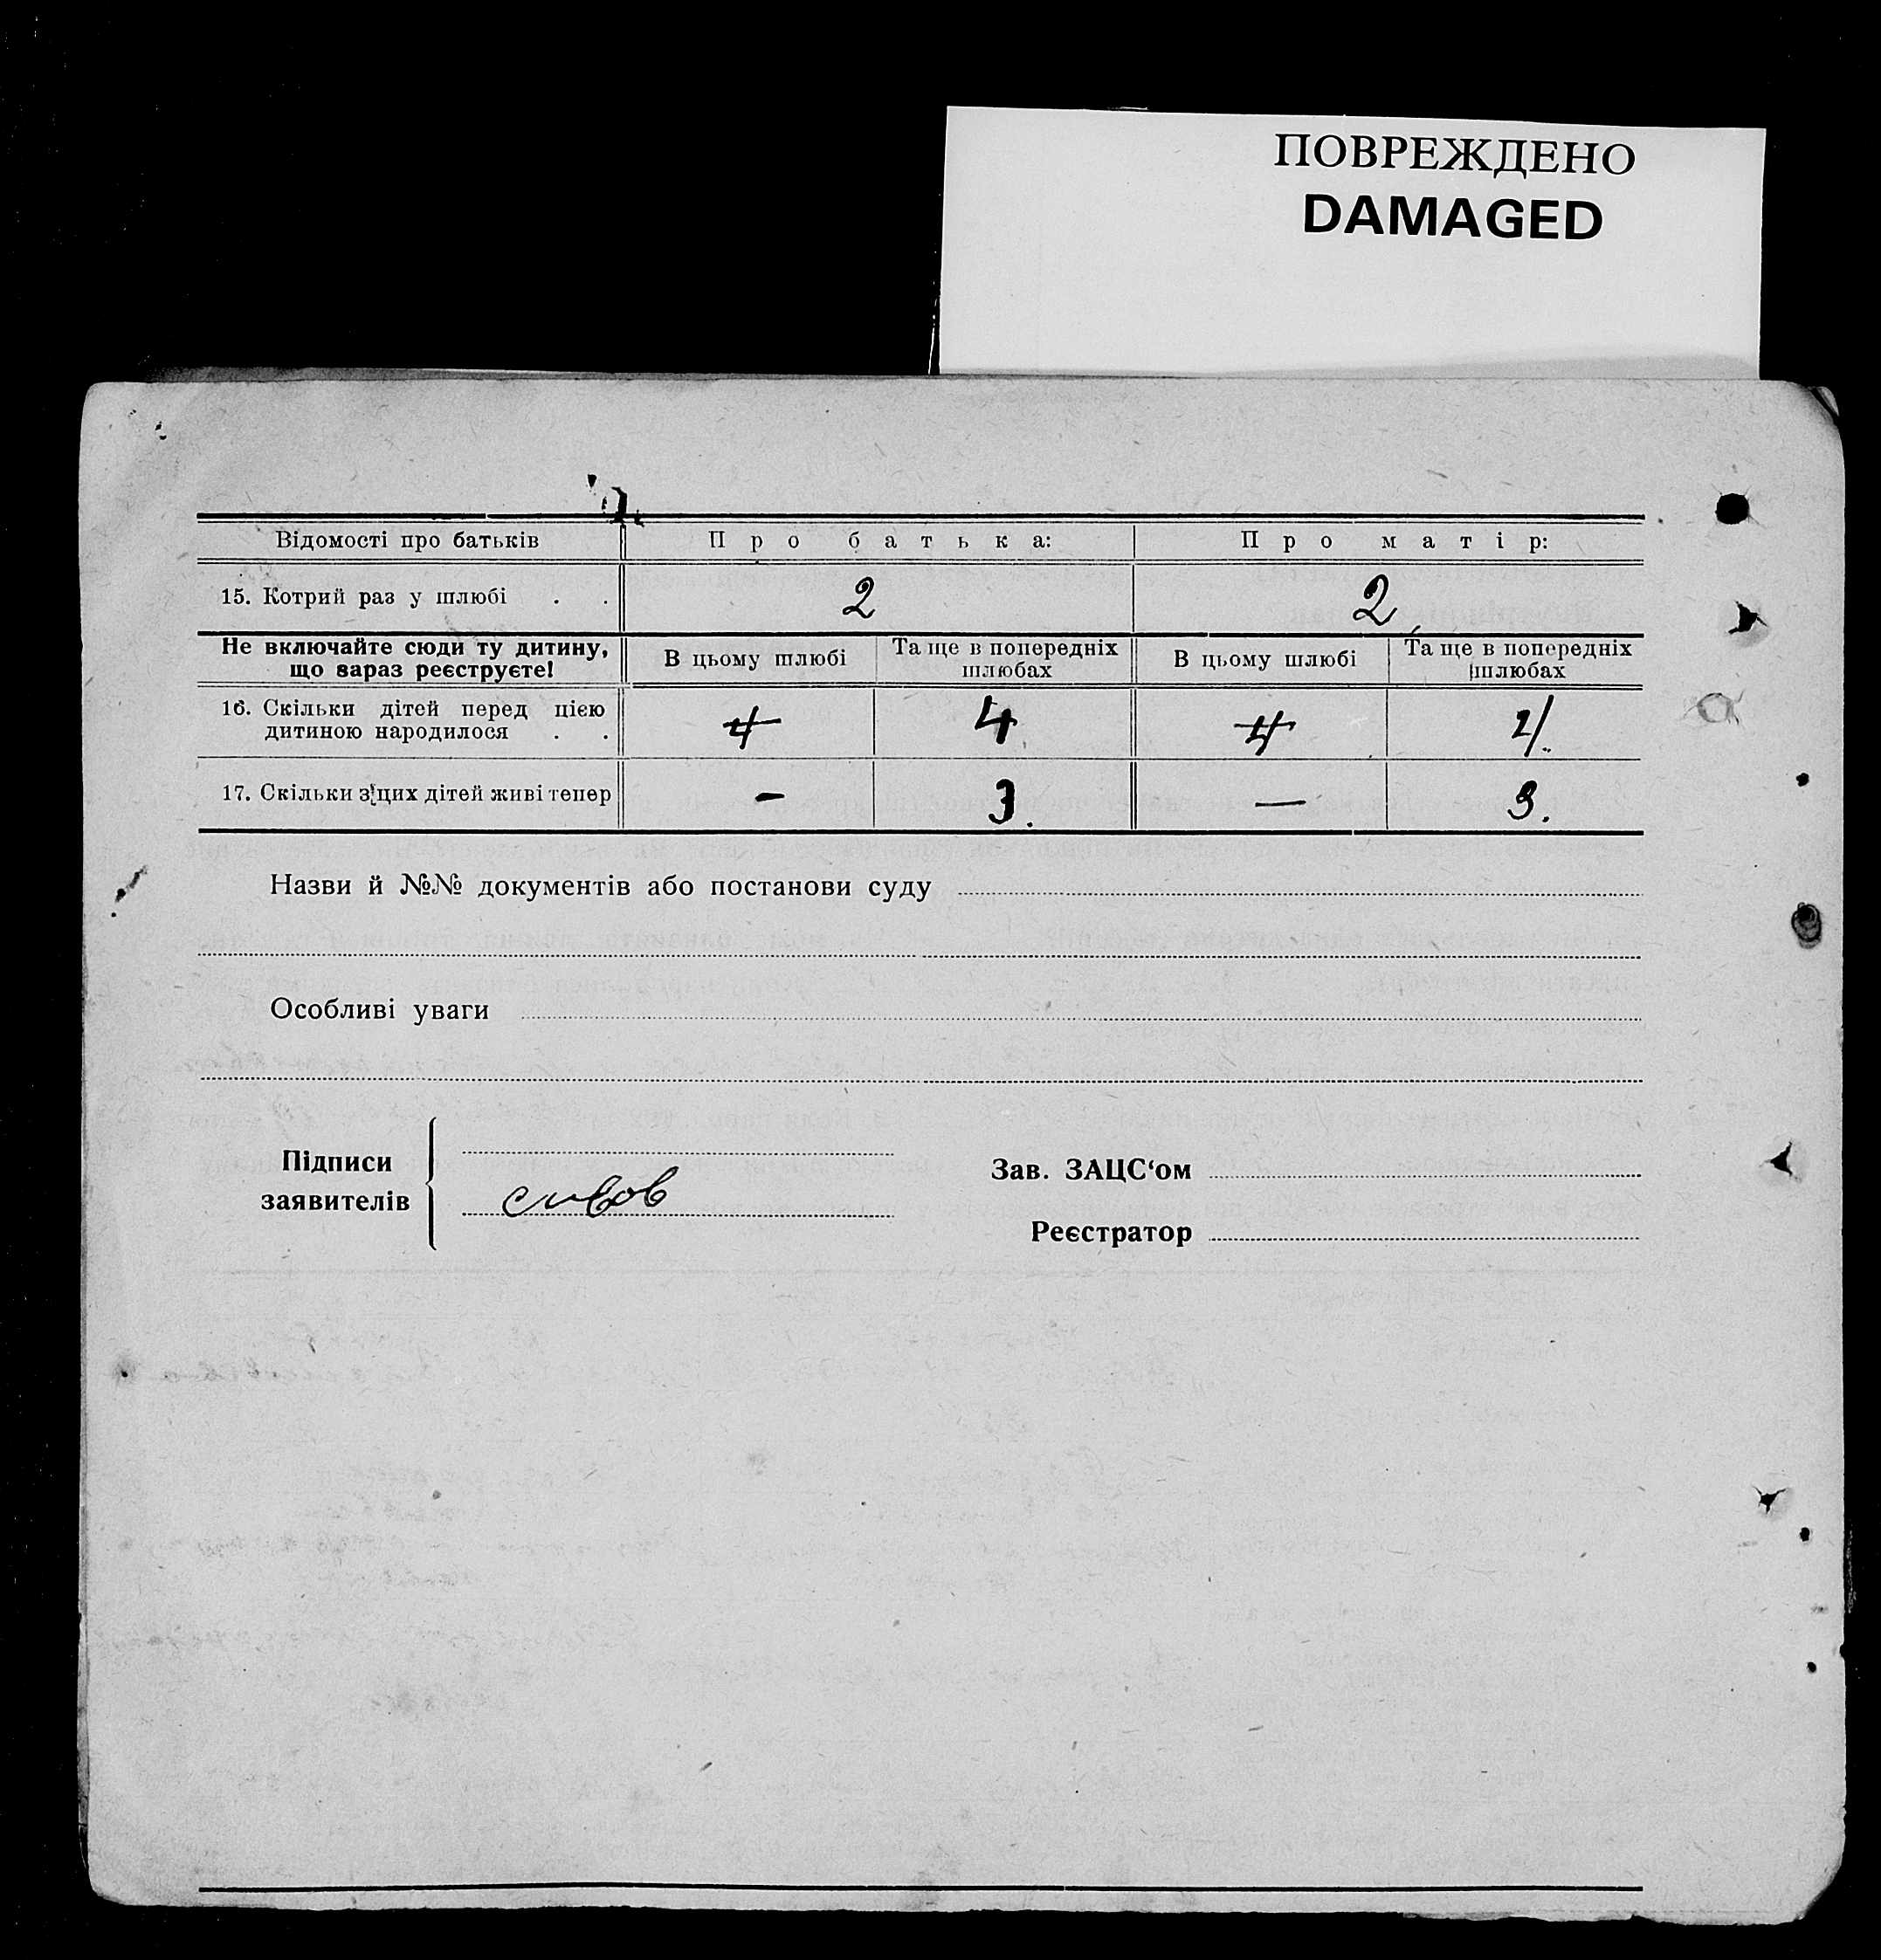 ПОВРЕЖДЕНО
DAMAGED
Відомості про батьків
Про батька:
Про матір:
15. Котрий раз у шлюбі . .
2
2
Не включайте сюди ту дитину,
що зараз реєструєте!
В цьому шлюбі
Та ще в попередніх
шлюбах
В цьому шлюбі
Та ще в попередніх
шлюбах
16. Скільки дітей перед цією
дитиною народилося . .
4
4
4
4.
17. Скільки з цих дітей живі тепер
-
3.
—
3.
Назви й №№ документів або постанови суду
Особливі уваги
Підписи
заявителів
Зав. ЗАЦС‘ом
Реєстратор